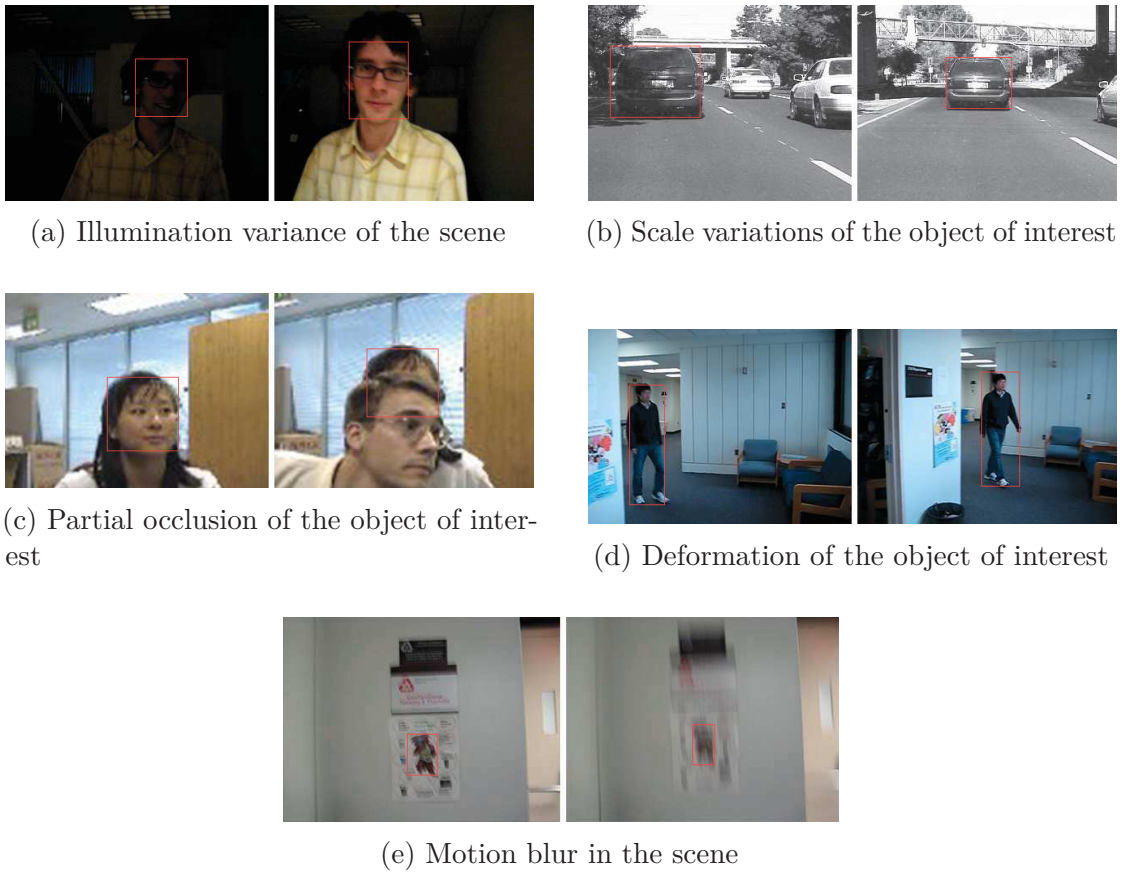 (a) Illumination variance of the scene
(b) Scale variations of the object of interest
(c) Partial occlusion of the object of inter-
est
(d) Deformation of the object of interest
(e) Motion blur in the scene